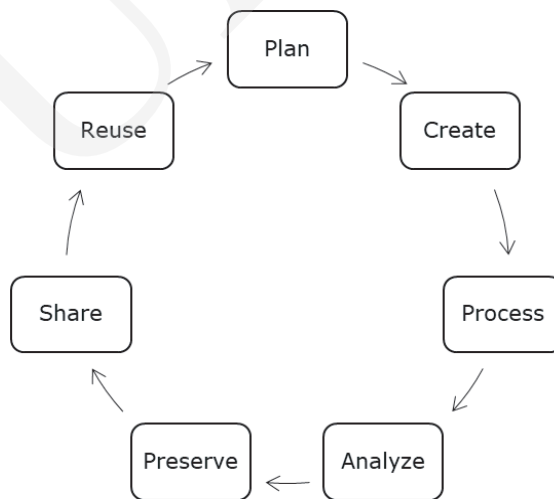 Plan
Create
Process
Analyze
Preserve
Share
Reuse